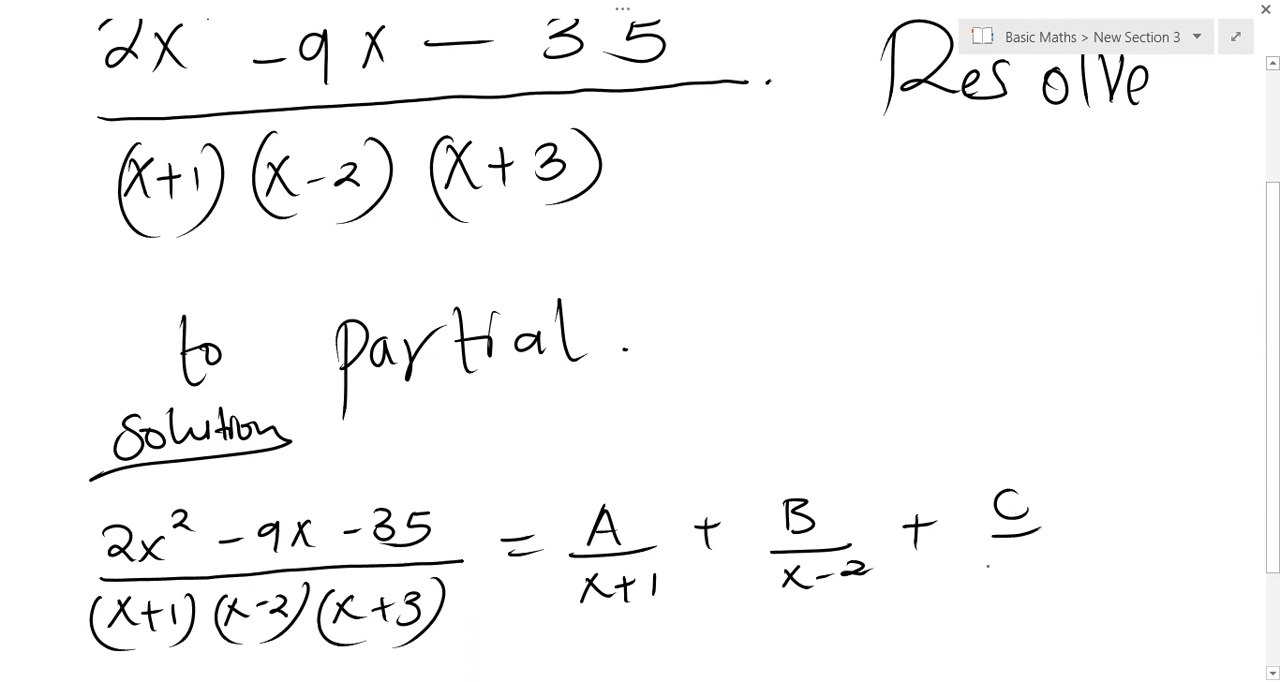 Basic Maths > New Section 3
2x - 9x - 35
(x+1) (x-2) (x+3) . Resolve
to partial .
solution
2x² - 9x - 35 = A + B + C
(x+1) (x-2) (x+3) x+1 x-2